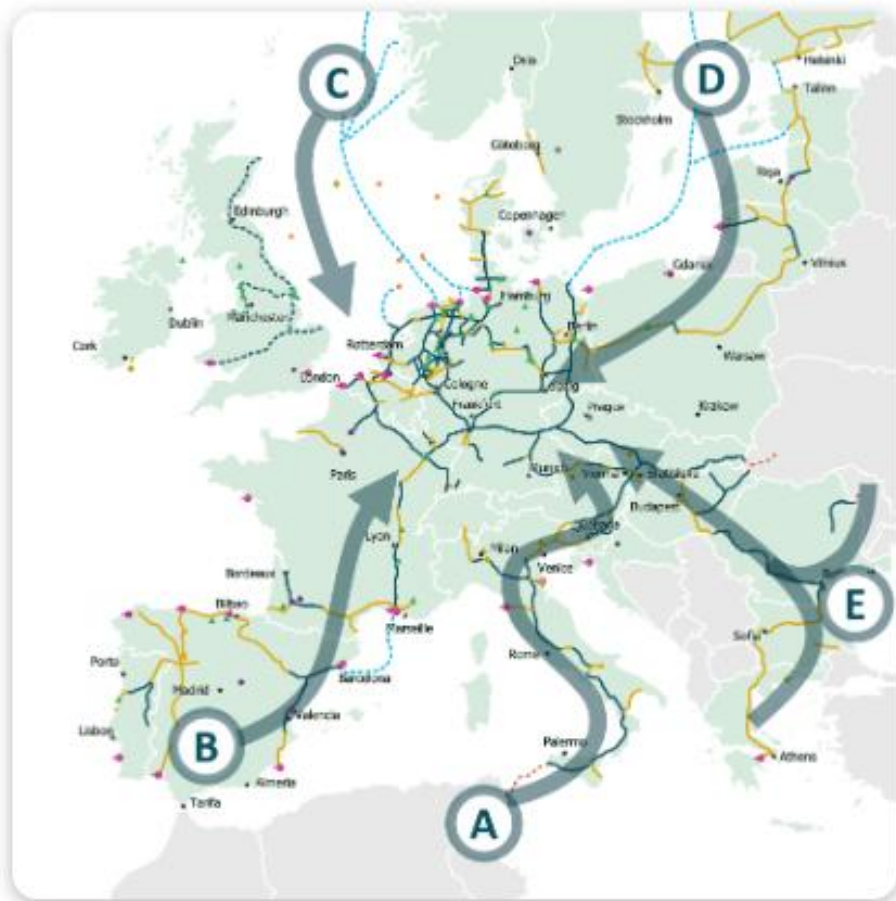 C
D
Oslo
Helsinki
Talinn
Stockholm
Göteborg
Riga
Edinburgh
Copenhagen
Vilnius
Gdansk
Dublin
Manchester
Hamburg
Berlin
Cork
Rotterdam
Warsaw
London
Cologne
Leipzig
Frankfurt
Prague
Krakow
Paris
Munich
Vienna
Bratislava
Budapest
Lyon
Milan
Venice
Bordeaux
E
Bilbao
Marseille
Sofia
Porto
Rome
Barcelona
Madrid
Lisbon
B
Valencia
Palermo
Athens
Almeria
Tarifa
A